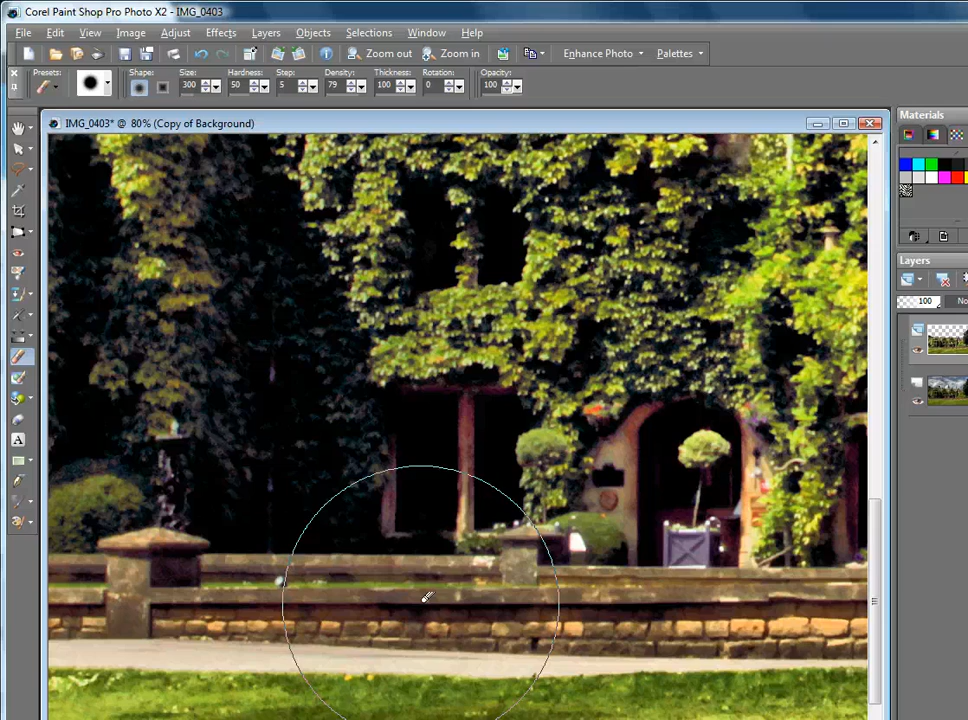 Corel Paint Shop Pro Photo X2 - IMG_0403
File Edit View Image Adjust Effects Layers Objects Selections Window Help
Zoom out Zoom in Enhance Photo Palettes
Presets: Shape: Size: Hardness: Step: Density: Thickness: Rotation: Opacity:
300 50 5 79 100 0 100
IMG_0403* @ 80% (Copy of Background)
Materials
Layers
100 No
A